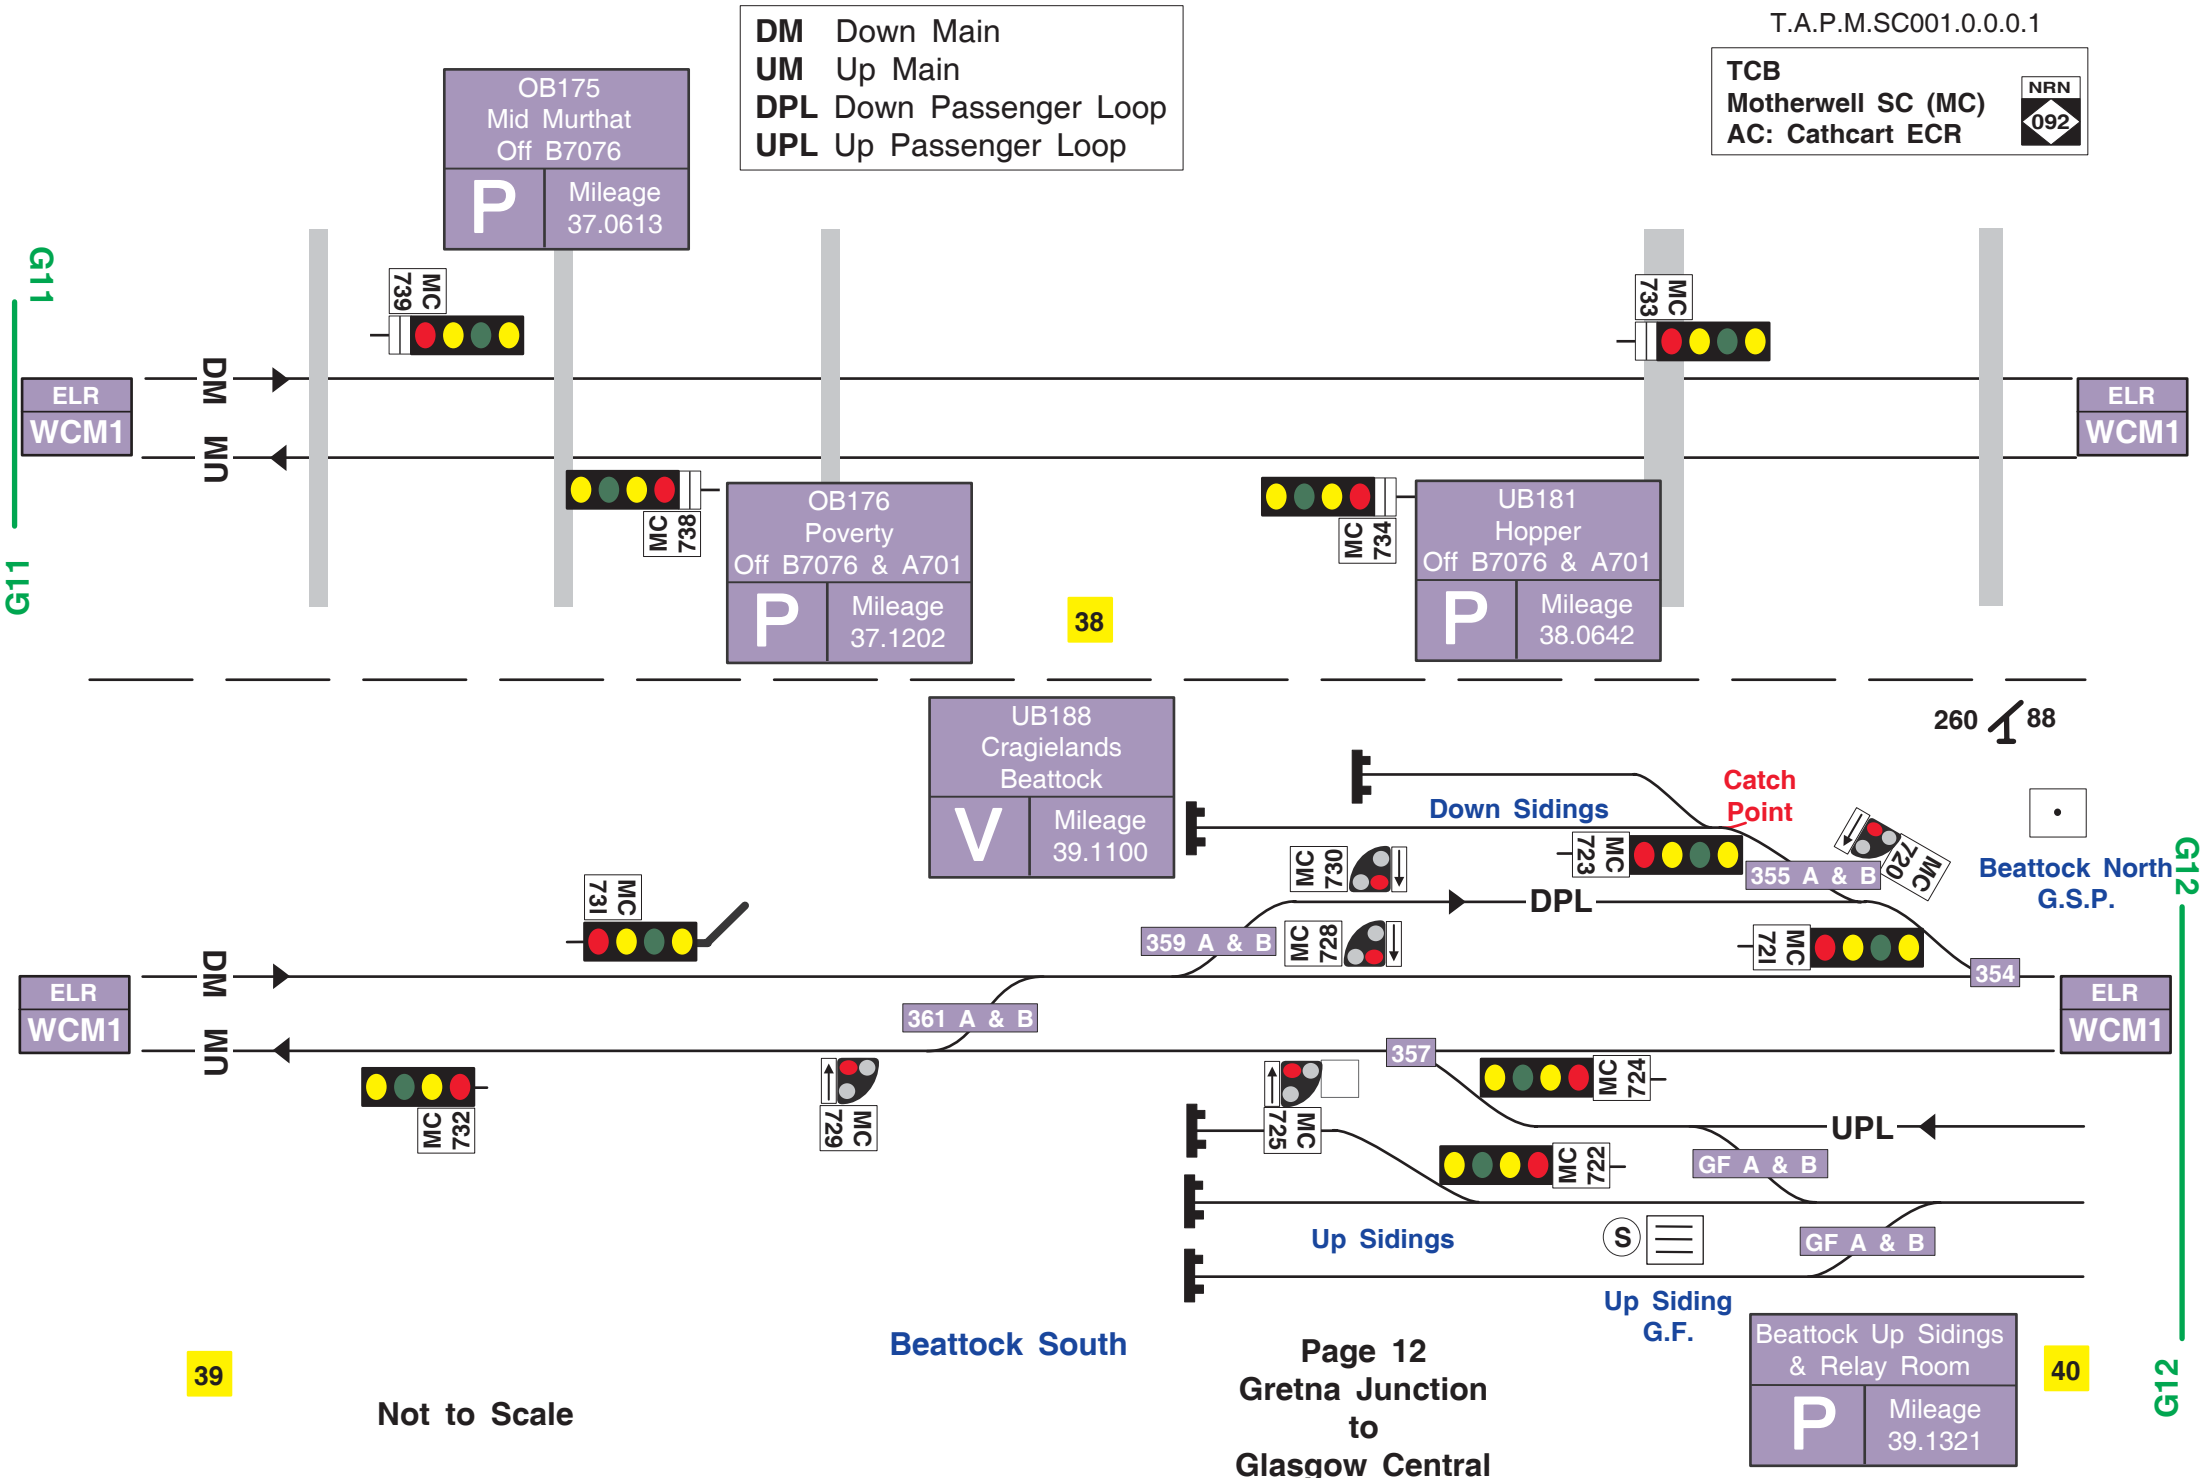 DM Down Main
UM Up Main
DPL Down Passenger Loop
UPL Up Passenger Loop
T.A.P.M.SC001.0.0.0.1
TCB
Motherwell SC (MC)
AC: Cathcart ECR
NRN
092
OB175
Mid Murthat
Off B7076
P
Mileage
37.0613
G11
MC
739
MC
733
DM
ELR
WCM1
ELR
WCM1
UM
MC
738
OB176
Poverty
Off B7076 & A701
P
Mileage
37.1202
MC
734
UB181
Hopper
Off B7076 & A701
P
Mileage
38.0642
G11
38
UB188
Cragielands
Beattock
V
Mileage
39.1100
260
88
Catch
Point
Down Sidings
MC
730
MC
723
MC
720
355 A & B
Beattock North
G.S.P.
G12
MC
73I
DPL
359 A & B
MC
728
MC
72I
354
DM
ELR
WCM1
ELR
WCM1
361 A & B
UM
357
MC
732
MC
729
MC
725
MC
724
UPL
MC
722
GF A & B
Up Sidings
S
GF A & B
Up Siding
G.F.
Beattock South
Beattock Up Sidings
& Relay Room
P
Mileage
39.1321
39
40
G12
Not to Scale
Page 12
Gretna Junction
to
Glasgow Central